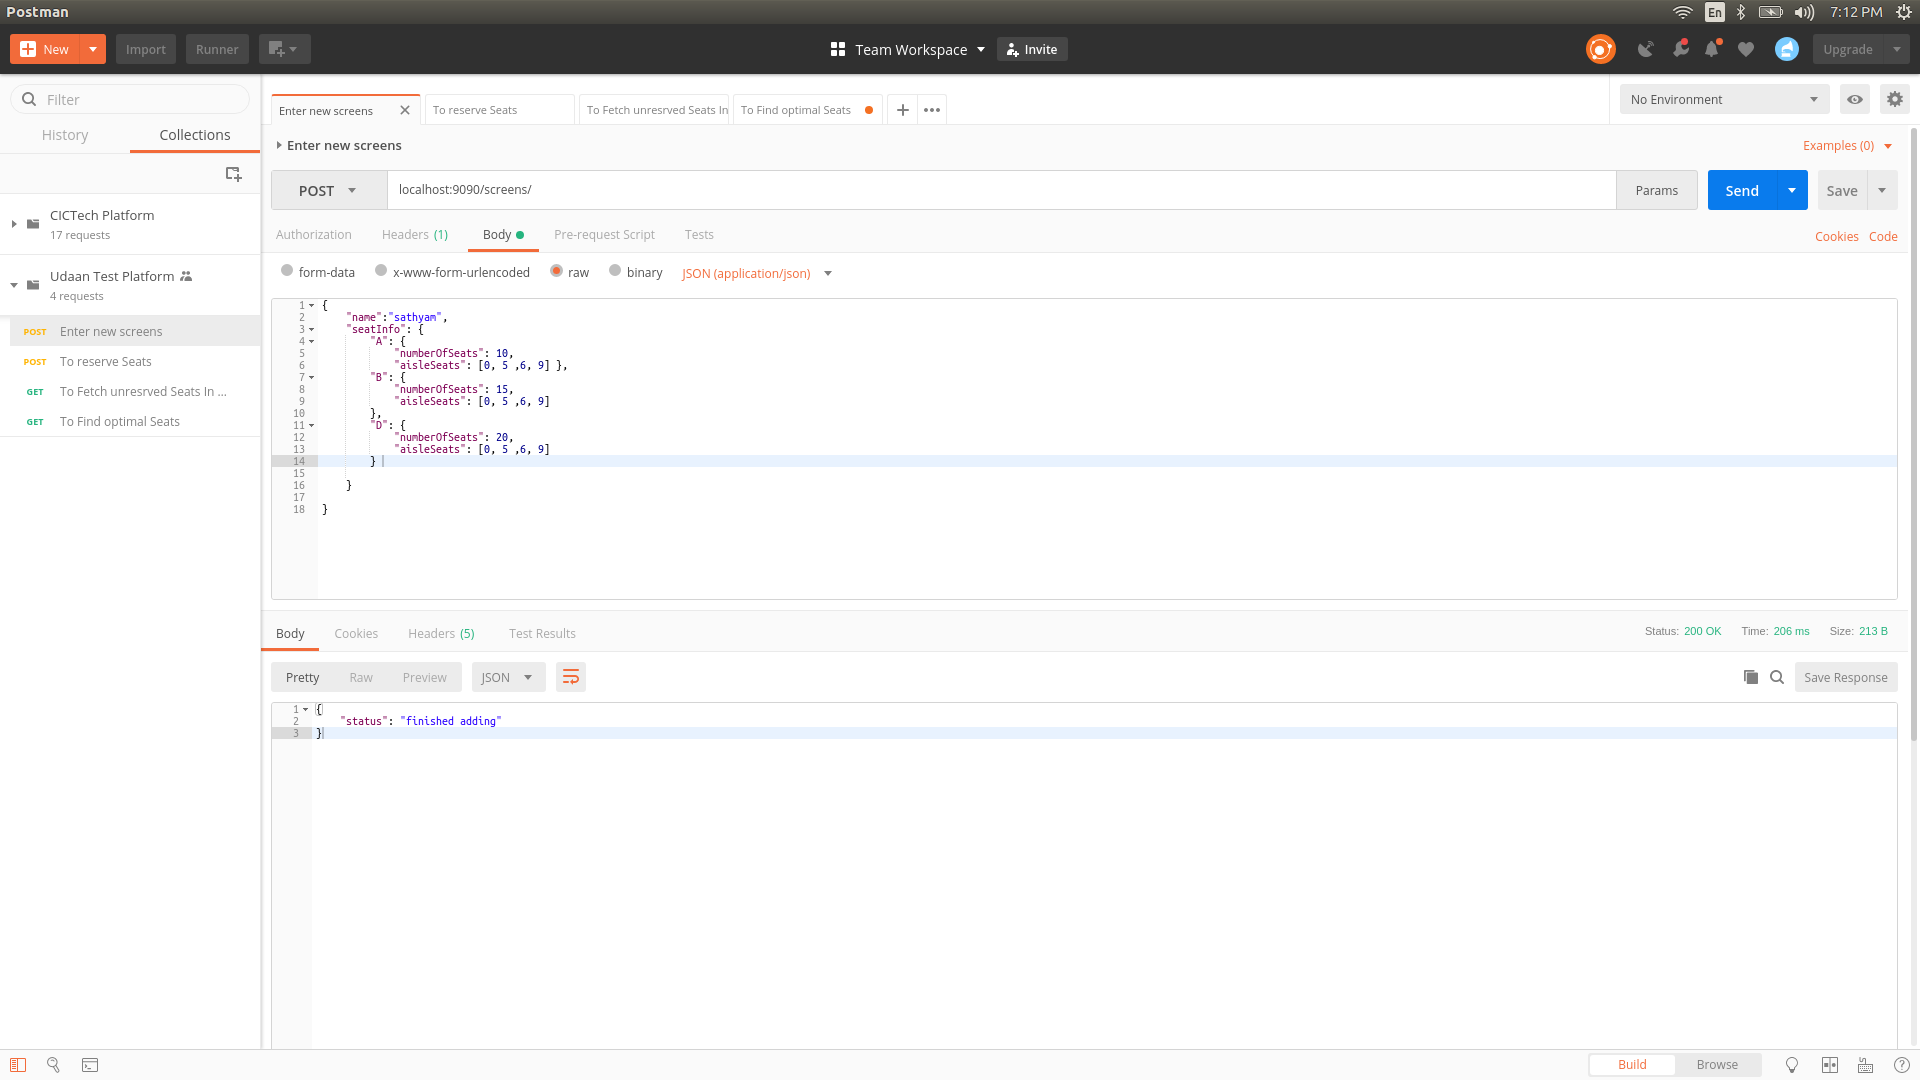 Postman
En
7:12 PM
New
Import
Runner
Team Workspace
Invite
Upgrade
Filter
History
Collections
CICTech Platform
17 requests
Udaan Test Platform
4 requests
POST Enter new screens
POST To reserve Seats
GET To Fetch unresrved Seats In ...
GET To Find optimal Seats
Enter new screens
To reserve Seats
To Fetch unresrved Seats In
To Find optimal Seats
No Environment
Enter new screens
Examples (0)
POST
localhost:9090/screens/
Params
Send
Save
Authorization
Headers (1)
Body
Pre-request Script
Tests
Cookies
Code
form-data
x-www-form-urlencoded
raw
binary
JSON (application/json)
1 {
2 "name":"sathyam",
3 "seatInfo": {
4 "A": {
5 "numberOfSeats": 10,
6 "aisleSeats": [0, 5 ,6, 9] },
7 "B": {
8 "numberOfSeats": 15,
9 "aisleSeats": [0, 5 ,6, 9]
10 },
11 "D": {
12 "numberOfSeats": 20,
13 "aisleSeats": [0, 5 ,6, 9]
14 }
15
16 }
17
18 }
Body
Cookies
Headers (5)
Test Results
Status: 200 OK
Time: 206 ms
Size: 213 B
Pretty
Raw
Preview
JSON
Save Response
1 {
2 "status": "finished adding"
3 }
Build
Browse